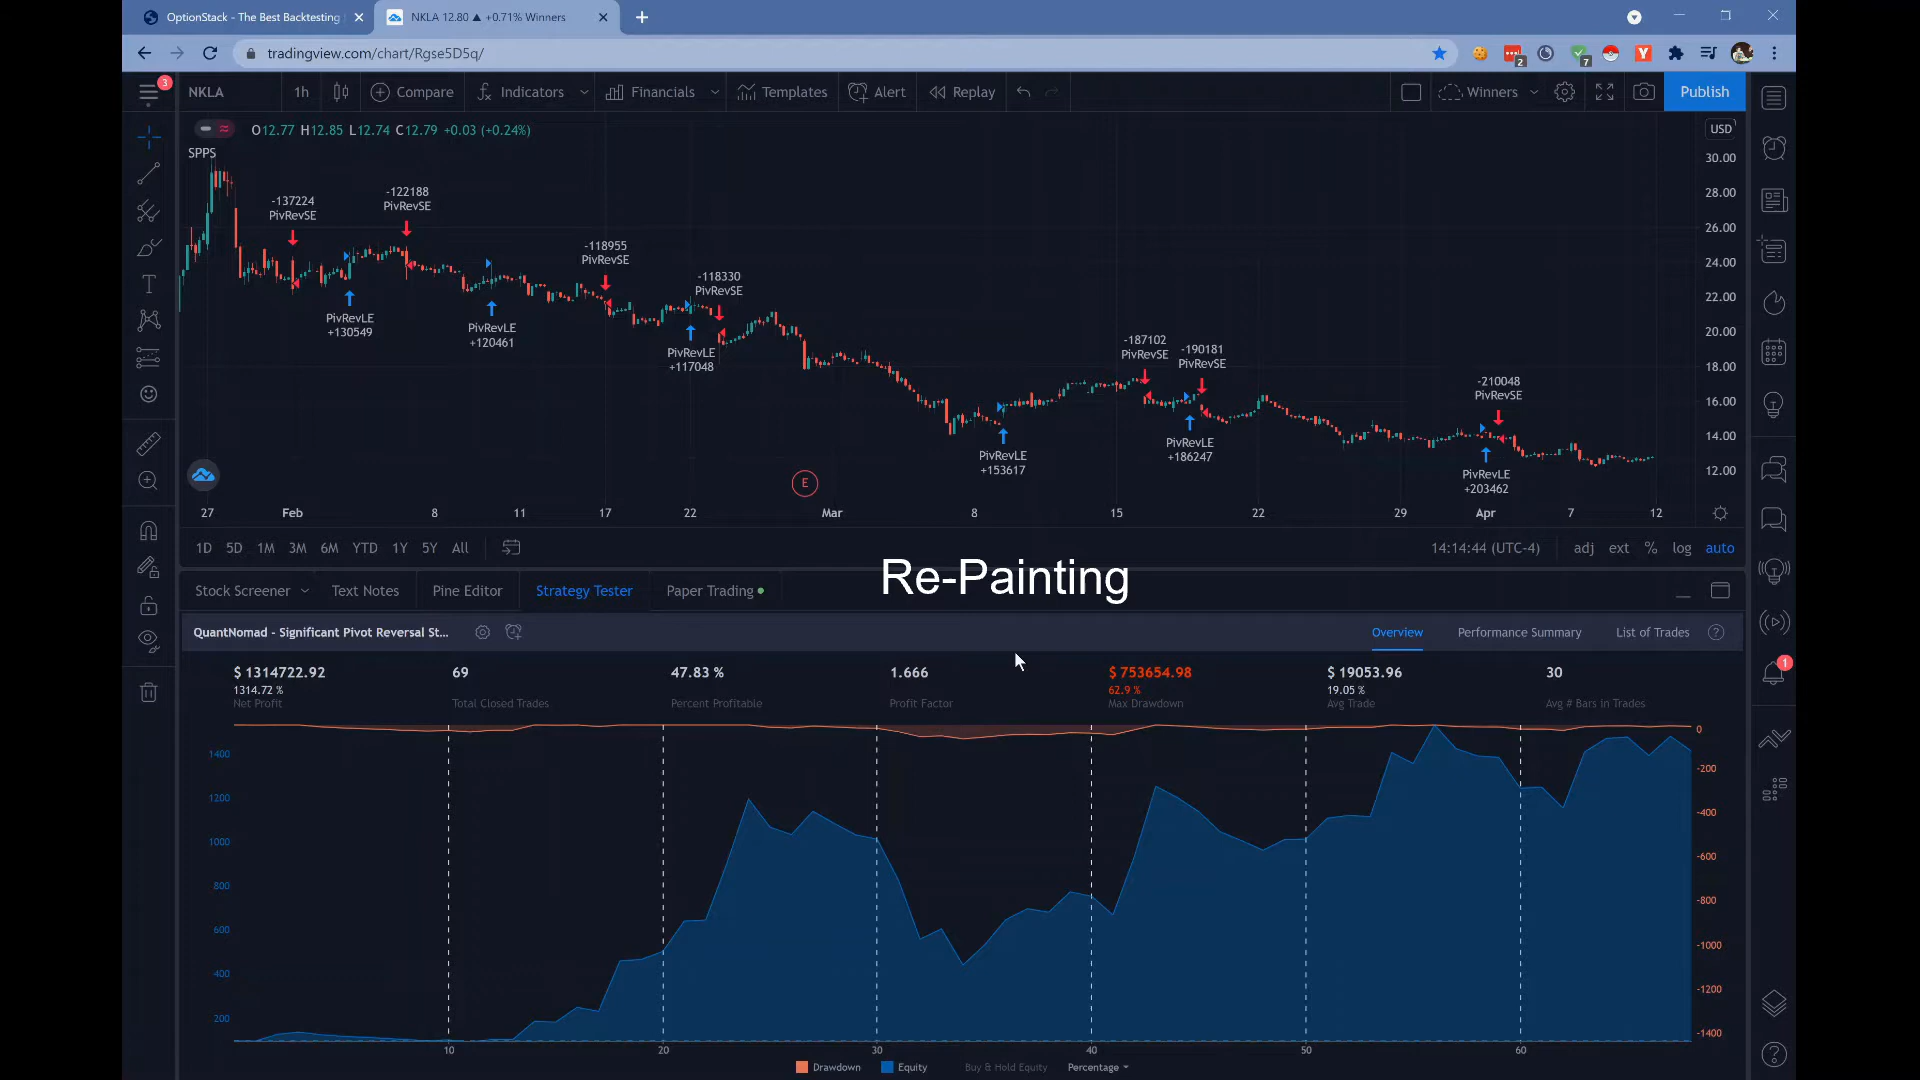 OptionStack - The Best Backtesting
NKLA 12.80 ▲ +0.71% Winners
tradingview.com/chart/Rgse5D5q/
2
7
3
NKLA
1h
Compare
Indicators
Financials
Templates
Alert
Replay
Winners
Publish
O12.77 H12.85 L12.74 C12.79 +0.03 (+0.24%)
USD
SPPS
30.00
28.00
26.00
24.00
22.00
20.00
18.00
16.00
14.00
12.00
-137224
PivRevSE
-122188
PivRevSE
-118955
PivRevSE
-118330
PivRevSE
-187102
PivRevSE
-190181
PivRevSE
-210048
PivRevSE
PivRevLE
+130549
PivRevLE
+120461
PivRevLE
+117048
PivRevLE
+153617
PivRevLE
+186247
PivRevLE
+203462
E
27 Feb 8 11 17 22 Mar 8 15 22 29 Apr 7 12
1D 5D 1M 3M 6M YTD 1Y 5Y All
14:14:44 (UTC-4) adj ext % log auto
Re-Painting
Stock Screener Text Notes Pine Editor Strategy Tester Paper Trading
QuantNomad - Significant Pivot Reversal St...
Overview Performance Summary List of Trades
$ 1314722.92
1314.72 %
Net Profit
69
Total Closed Trades
47.83 %
Percent Profitable
1.666
Profit Factor
$ 753654.98
62.9 %
Max Drawdown
$ 19053.96
19.05 %
Avg Trade
30
Avg # Bars in Trades
1
1400
1200
1000
800
600
400
200
0
-200
-400
-600
-800
-1000
-1200
-1400
10 20 30 40 50 60
Drawdown Equity Buy & Hold Equity Percentage